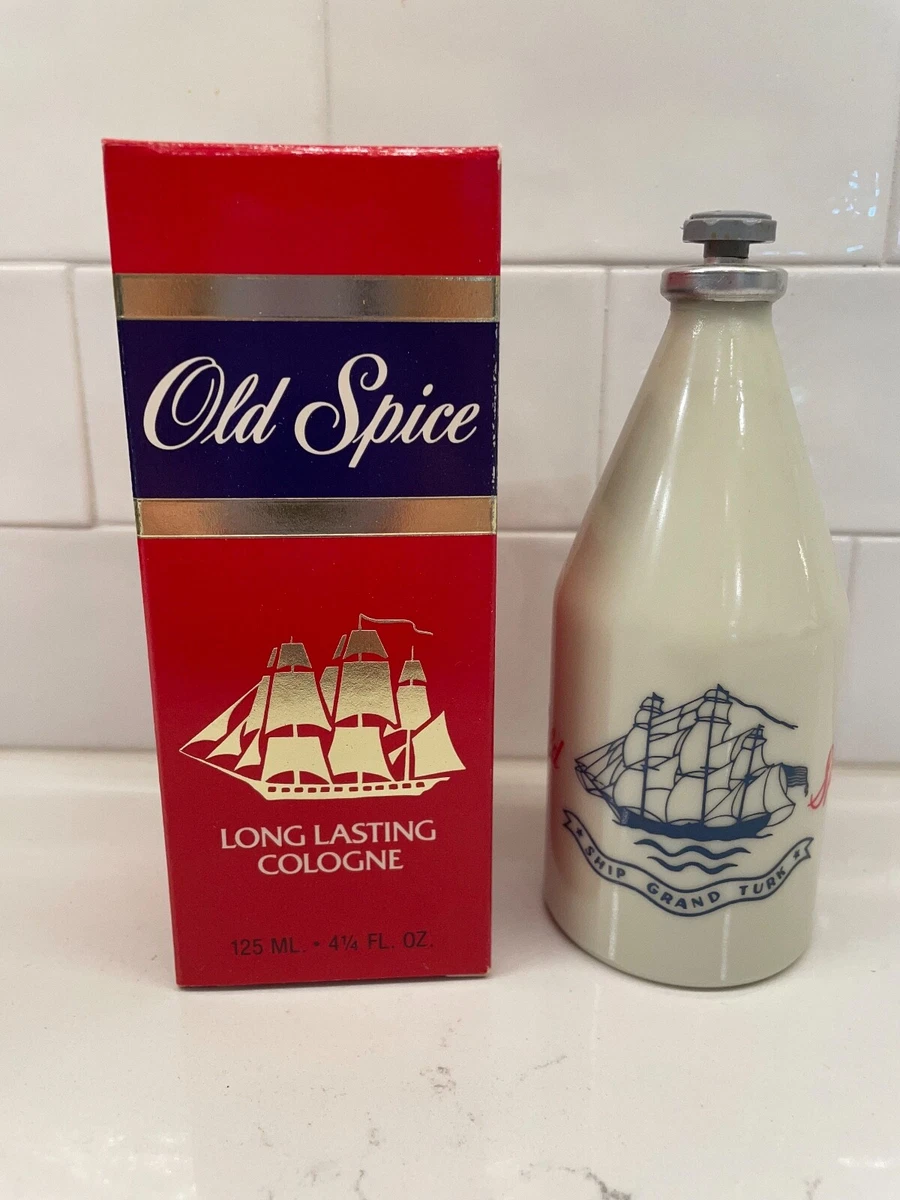 Old Spice
LONG LASTING
COLOGNE
125 ML. • 4¼ FL. OZ.
SHIP GRAND TURK